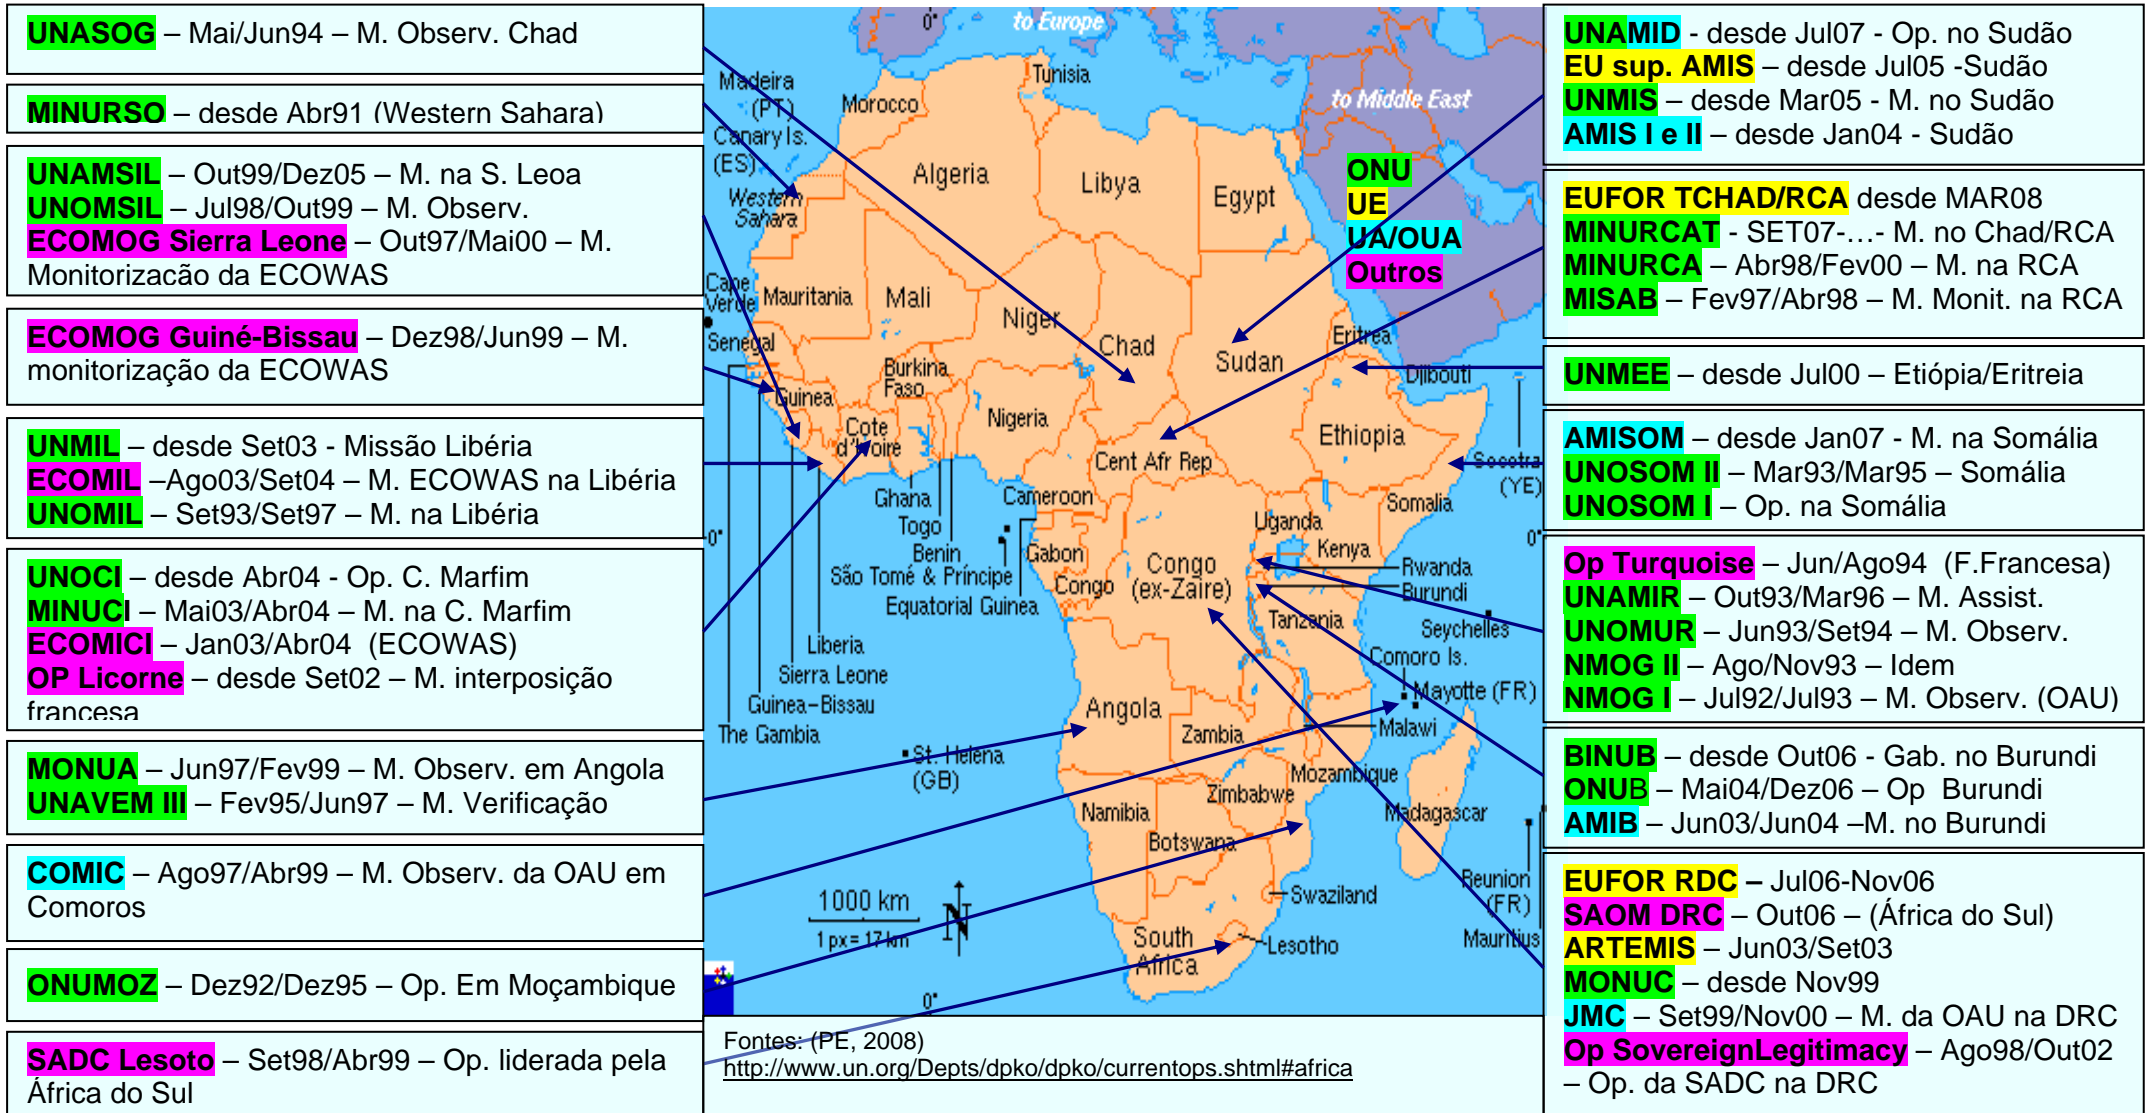 UNASOG – Mai/Jun94 – M. Observ. Chad
MINURSO – desde Abr91 (Western Sahara)
UNAMSIL – Out99/Dez05 – M. na S. Leoa
UNOMSIL – Jul98/Out99 – M. Observ.
ECOMOG Sierra Leone – Out97/Mai00 – M.
Monitorizacão da ECOWAS
ECOMOG Guiné-Bissau – Dez98/Jun99 – M.
monitorização da ECOWAS
UNMIL – desde Set03 - Missão Libéria
ECOMIL –Ago03/Set04 – M. ECOWAS na Libéria
UNOMIL – Set93/Set97 – M. na Libéria
UNOCI – desde Abr04 - Op. C. Marfim
MINUCI – Mai03/Abr04 – M. na C. Marfim
ECOMICI – Jan03/Abr04 (ECOWAS)
OP Licorne – desde Set02 – M. interposição
francesa
MONUA – Jun97/Fev99 – M. Observ. em Angola
UNAVEM III – Fev95/Jun97 – M. Verificação
COMIC – Ago97/Abr99 – M. Observ. da OAU em
Comoros
ONUMOZ – Dez92/Dez95 – Op. Em Moçambique
SADC Lesoto – Set98/Abr99 – Op. liderada pela
África do Sul
0°
to Europe
to Middle East
Madeira
(PT)
Canary Is.
(ES)
Western
Sahara
Morocco
Tunisia
Algeria
Libya
Egypt
ONU
UE
UA/OUA
Outros
Cape
Verde
Mauritania
Mali
Niger
Chad
Sudan
Eritrea
Djibouti
Senegal
Guinea
Burkina
Faso
Cote
d'Ivoire
Nigeria
Cent Afr Rep
Ethiopia
Socotra
(YE)
Somalia
Ghana
Togo
Benin
Cameroon
São Tomé & Príncipe
Equatorial Guinea
Gabon
Congo
Congo
(ex-Zaire)
Uganda
Kenya
Rwanda
Burundi
Tanzania
Seychelles
0°
0°
Liberia
Sierra Leone
Guinea-Bissau
The Gambia
Comoro Is.
Mayotte (FR)
Angola
Zambia
Malawi
St. Helena
(GB)
Mozambique
Zimbabwe
Namibia
Botswana
Madagascar
Reunion
(FR)
Mauritius
Swaziland
South
Africa
Lesotho
1000 km
1 px= 17 km
N
0°
Fontes: (PE, 2008)
http://www.un.org/Depts/dpko/dpko/currentops.shtml#africa
UNAMID - desde Jul07 - Op. no Sudão
EU sup. AMIS – desde Jul05 -Sudão
UNMIS – desde Mar05 - M. no Sudão
AMIS I e II – desde Jan04 - Sudão
EUFOR TCHAD/RCA desde MAR08
MINURCAT - SET07-…- M. no Chad/RCA
MINURCA – Abr98/Fev00 – M. na RCA
MISAB – Fev97/Abr98 – M. Monit. na RCA
UNMEE – desde Jul00 – Etiópia/Eritreia
AMISOM – desde Jan07 - M. na Somália
UNOSOM II – Mar93/Mar95 – Somália
UNOSOM I – Op. na Somália
Op Turquoise – Jun/Ago94 (F.Francesa)
UNAMIR – Out93/Mar96 – M. Assist.
UNOMUR – Jun93/Set94 – M. Observ.
NMOG II – Ago/Nov93 – Idem
NMOG I – Jul92/Jul93 – M. Observ. (OAU)
BINUB – desde Out06 - Gab. no Burundi
ONUB – Mai04/Dez06 – Op Burundi
AMIB – Jun03/Jun04 –M. no Burundi
EUFOR RDC – Jul06-Nov06
SAOM DRC – Out06 – (África do Sul)
ARTEMIS – Jun03/Set03
MONUC – desde Nov99
JMC – Set99/Nov00 – M. da OAU na DRC
Op SovereignLegitimacy – Ago98/Out02
– Op. da SADC na DRC